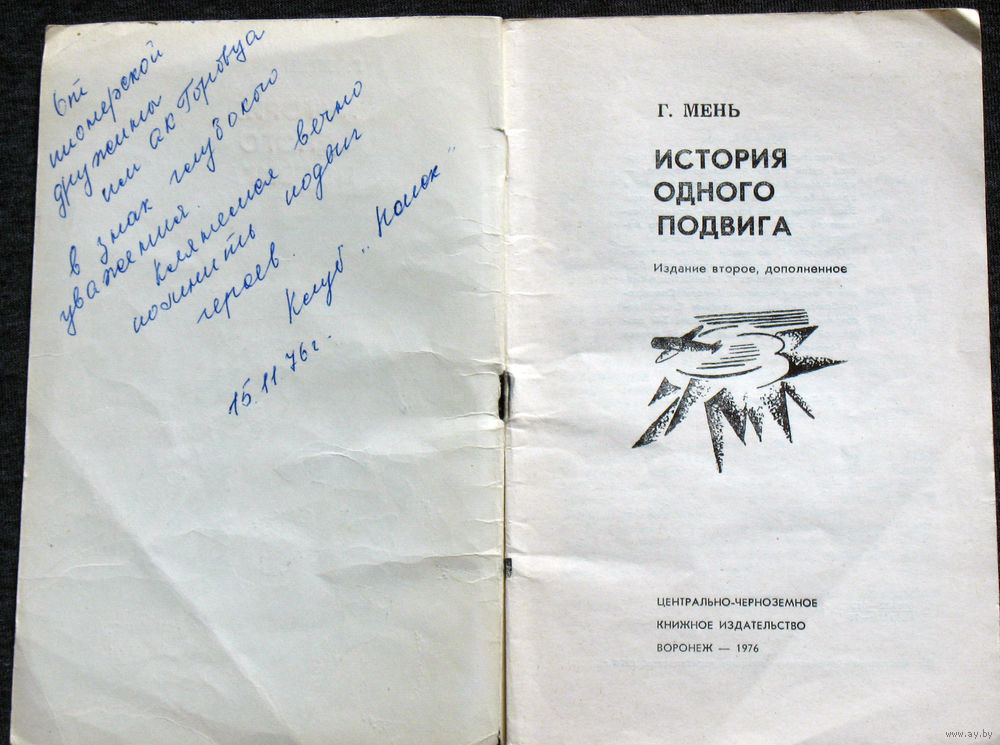 От
пионерской
дружины
им ак Горовца
в знак глубокого
уважения.
Клянемся вечно
помнить подвиг
героев.
Клуб „Поиск"
15.11.76г.
Г. МЕНЬ
ИСТОРИЯ
ОДНОГО
ПОДВИГА
Издание второе, дополненное
ЦЕНТРАЛЬНО-ЧЕРНОЗЕМНОЕ
КНИЖНОЕ ИЗДАТЕЛЬСТВО
ВОРОНЕЖ — 1976
www.ay.by